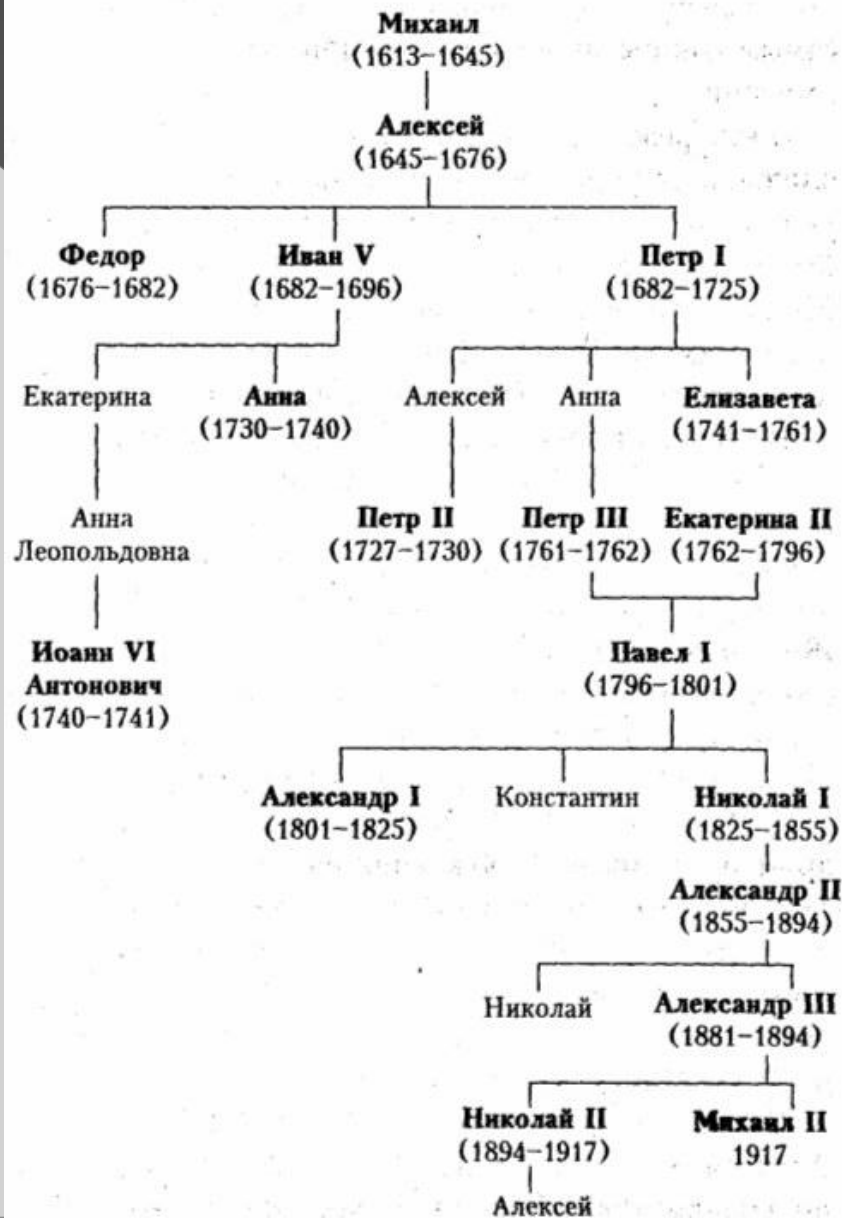 Михаил
(1613–1645)
Алексей
(1645–1676)
Федор Иван V Петр I
(1676–1682) (1682–1696) (1682–1725)
Екатерина Анна Алексей Анна Елизавета
(1730–1740) (1741–1761)
Анна Петр II Петр III Екатерина II
Леопольдовна (1727–1730) (1761–1762) (1762–1796)
Иоанн VI Павел I
Антонович (1796–1801)
(1740–1741)
Александр I Константин Николай I
(1801–1825) (1825–1855)
Александр II
(1855–1894)
Николай Александр III
(1881–1894)
Николай II Михаил II
(1894–1917) 1917
Алексей